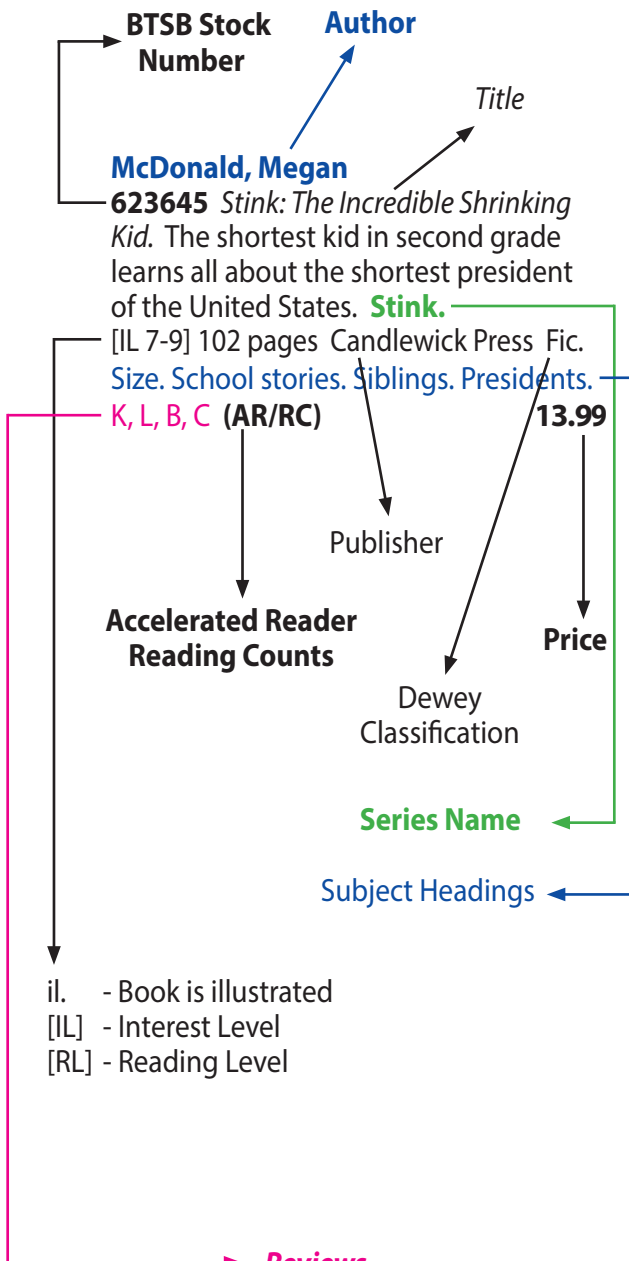 BTSB Stock
Number
Author
Title
McDonald, Megan
623645 Stink: The Incredible Shrinking
Kid. The shortest kid in second grade
learns all about the shortest president
of the United States. Stink.
[IL 7-9] 102 pages Candlewick Press Fic.
Size. School stories. Siblings. Presidents.
K, L, B, C (AR/RC) 13.99
Publisher
Accelerated Reader
Reading Counts
Price
Dewey
Classification
Series Name
Subject Headings
il. - Book is illustrated
[IL] - Interest Level
[RL] - Reading Level
Reviews